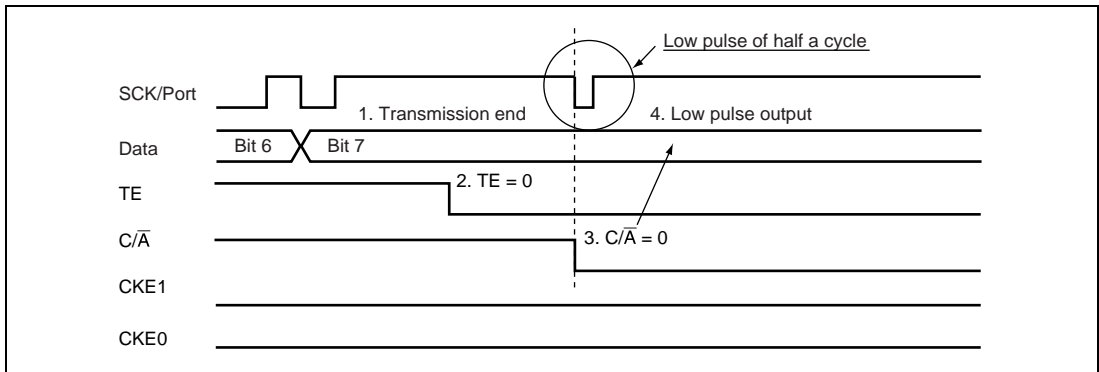 Low pulse of half a cycle
SCK/Port
1. Transmission end
4. Low pulse output
Data
Bit 6
Bit 7
TE
2. TE = 0
C/A̅
3. C/A̅ = 0
CKE1
CKE0